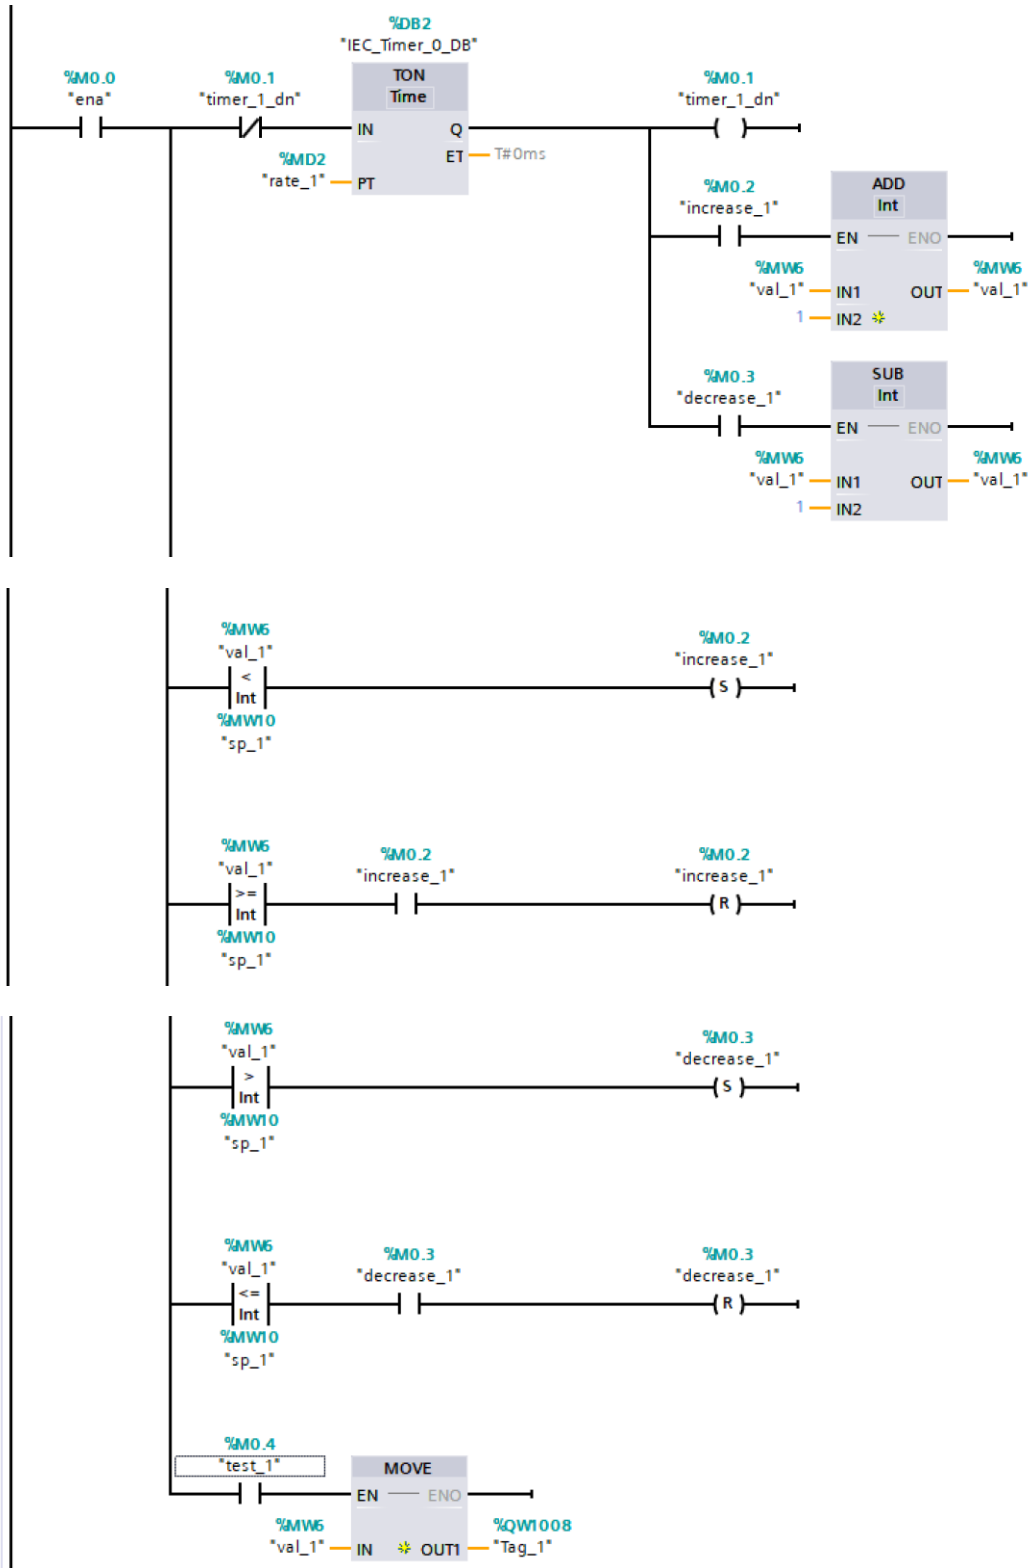 %DB2
"IEC_Timer_0_DB"
%M0.0
"ena"
%M0.1
"timer_1_dn"
TON
Time
%M0.1
"timer_1_dn"
IN
Q
( )
%MD2
"rate_1"
PT
ET
T#0ms
%M0.2
"increase_1"
ADD
Int
EN
ENO
%MW6
"val_1"
IN1
OUT
%MW6
"val_1"
1
IN2
%M0.3
"decrease_1"
SUB
Int
EN
ENO
%MW6
"val_1"
IN1
OUT
%MW6
"val_1"
1
IN2
%MW6
"val_1"
<
Int
%MW10
"sp_1"
%M0.2
"increase_1"
( S )
%MW6
"val_1"
>=
Int
%MW10
"sp_1"
%M0.2
"increase_1"
%M0.2
"increase_1"
( R )
%MW6
"val_1"
>
Int
%MW10
"sp_1"
%M0.3
"decrease_1"
( S )
%MW6
"val_1"
<=
Int
%MW10
"sp_1"
%M0.3
"decrease_1"
%M0.3
"decrease_1"
( R )
%M0.4
"test_1"
MOVE
EN
ENO
%MW6
"val_1"
IN
OUT1
%QW1008
"Tag_1"